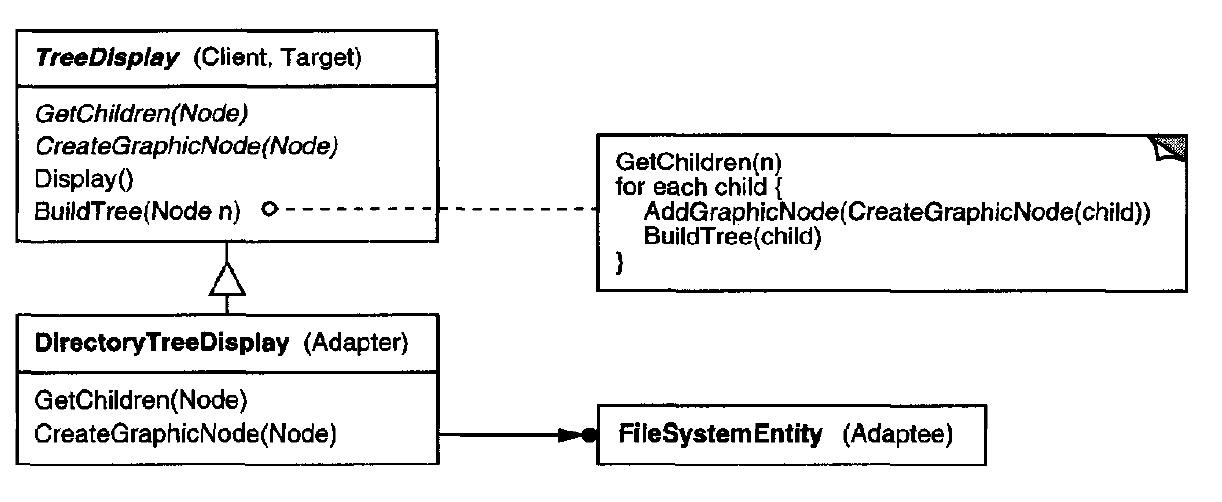 TreeDisplay (Client, Target)
GetChildren(Node)
CreateGraphicNode(Node)
Display()
BuildTree(Node n)
GetChildren(n)
for each child {
AddGraphicNode(CreateGraphicNode(child))
BuildTree(child)
}
DirectoryTreeDisplay (Adapter)
GetChildren(Node)
CreateGraphicNode(Node)
FileSystemEntity (Adaptee)